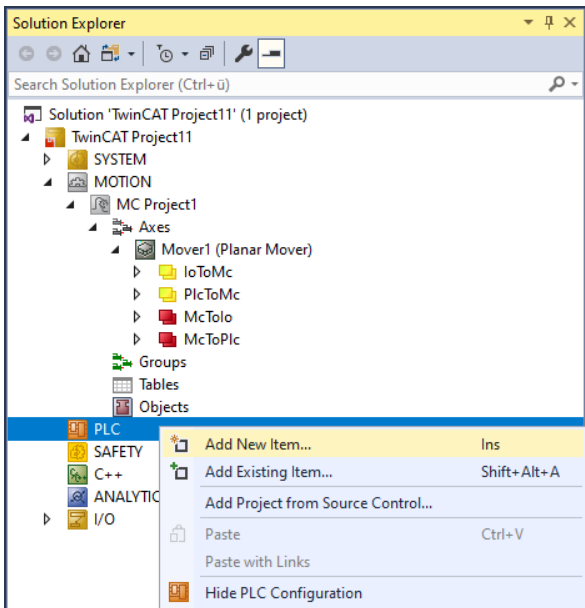 Solution Explorer
Search Solution Explorer (Ctrl+ü)
Solution 'TwinCAT Project11' (1 project)
TwinCAT Project11
SYSTEM
MOTION
MC Project1
Axes
Mover1 (Planar Mover)
IoToMc
PlcToMc
McToIo
McToPlc
Groups
Tables
Objects
PLC
SAFETY
C++
ANALYTIC
I/O
Add New Item... Ins
Add Existing Item... Shift+Alt+A
Add Project from Source Control...
Paste Ctrl+V
Paste with Links
Hide PLC Configuration